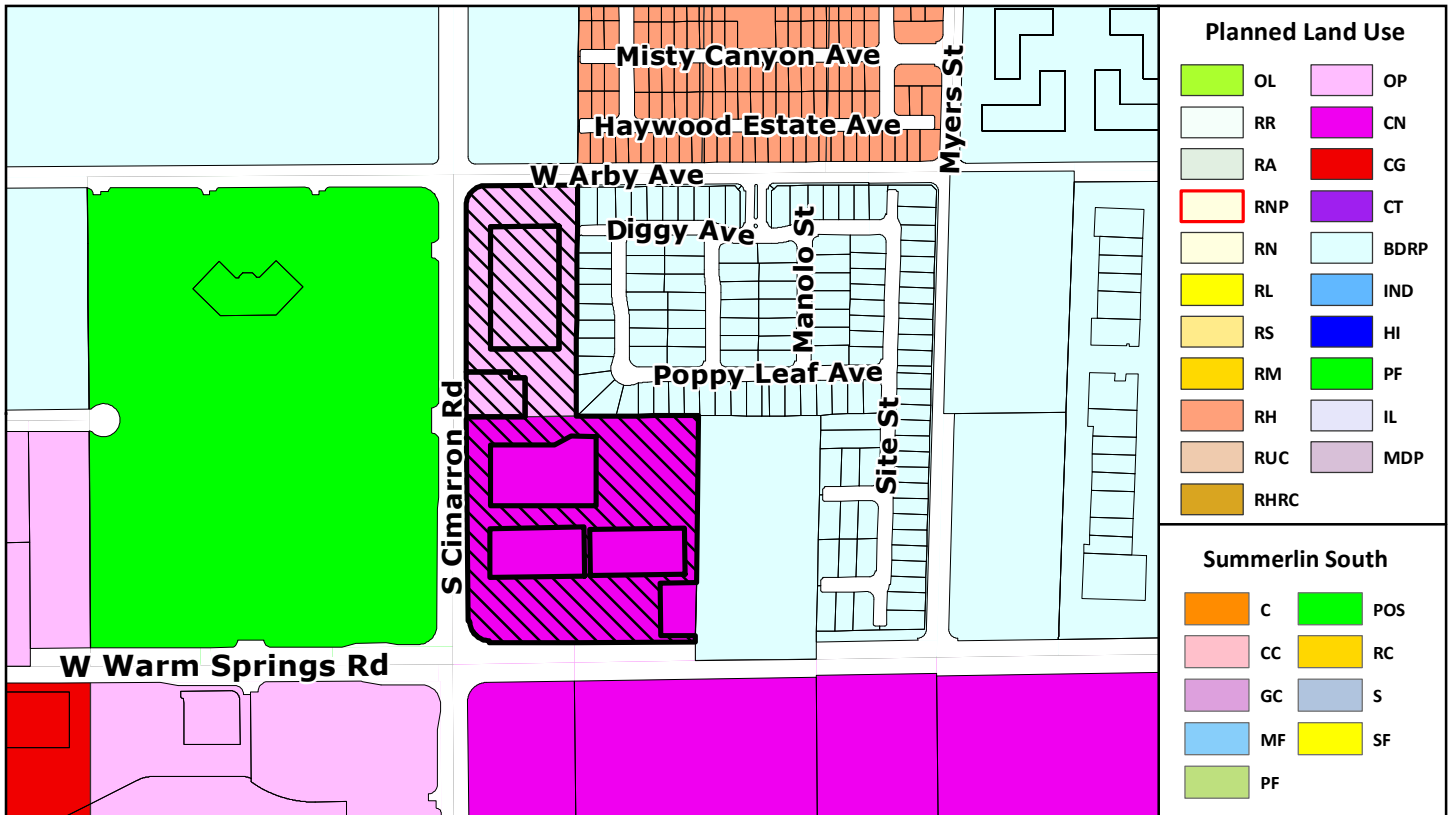 Misty Canyon Ave
Haywood Estate Ave
Myers St
W Arby Ave
Diggy Ave
Manolo St
Poppy Leaf Ave
S Cimarron Rd
Site St
W Warm Springs Rd
Planned Land Use
OL OP
RR CN
RA CG
RNP CT
RN BDRP
RL IND
RS HI
RM PF
RH IL
RUC MDP
RHRC
Summerlin South
C POS
CC RC
GC S
MF SF
PF